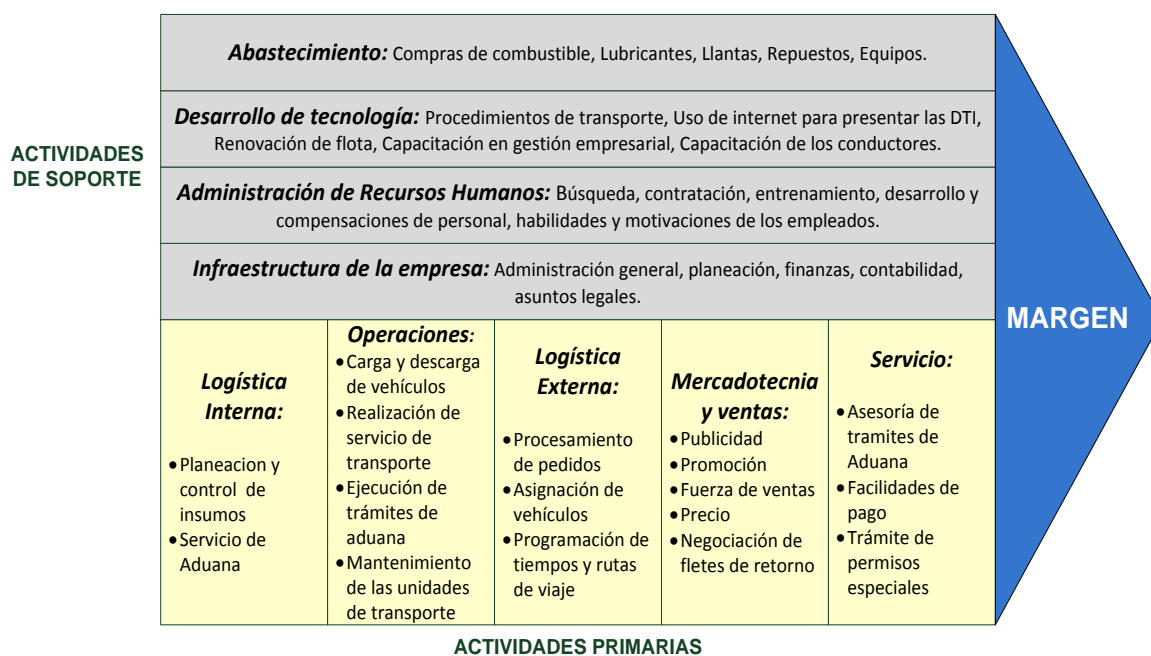 Abastecimiento: Compras de combustible, Lubricantes, Llantas, Repuestos, Equipos.
Desarrollo de tecnología: Procedimientos de transporte, Uso de internet para presentar las DTI,
Renovación de flota, Capacitación en gestión empresarial, Capacitación de los conductores.
ACTIVIDADES
DE SOPORTE
Administración de Recursos Humanos: Búsqueda, contratación, entrenamiento, desarrollo y
compensaciones de personal, habilidades y motivaciones de los empleados.
Infraestructura de la empresa: Administración general, planeación, finanzas, contabilidad,
asuntos legales.
MARGEN
Logística
Interna:
• Planeacion y
control de
insumos
• Servicio de
Aduana
Operaciones:
• Carga y descarga
de vehículos
• Realización de
servicio de
transporte
• Ejecución de
trámites de
aduana
• Mantenimiento
de las unidades
de transporte
Logística
Externa:
• Procesamiento
de pedidos
• Asignación de
vehículos
• Programación de
tiempos y rutas
de viaje
Mercadotecnia
y ventas:
• Publicidad
• Promoción
• Fuerza de ventas
• Precio
• Negociación de
fletes de retorno
Servicio:
• Asesoría de
tramites de
Aduana
• Facilidades de
pago
• Trámite de
permisos
especiales
ACTIVIDADES PRIMARIAS